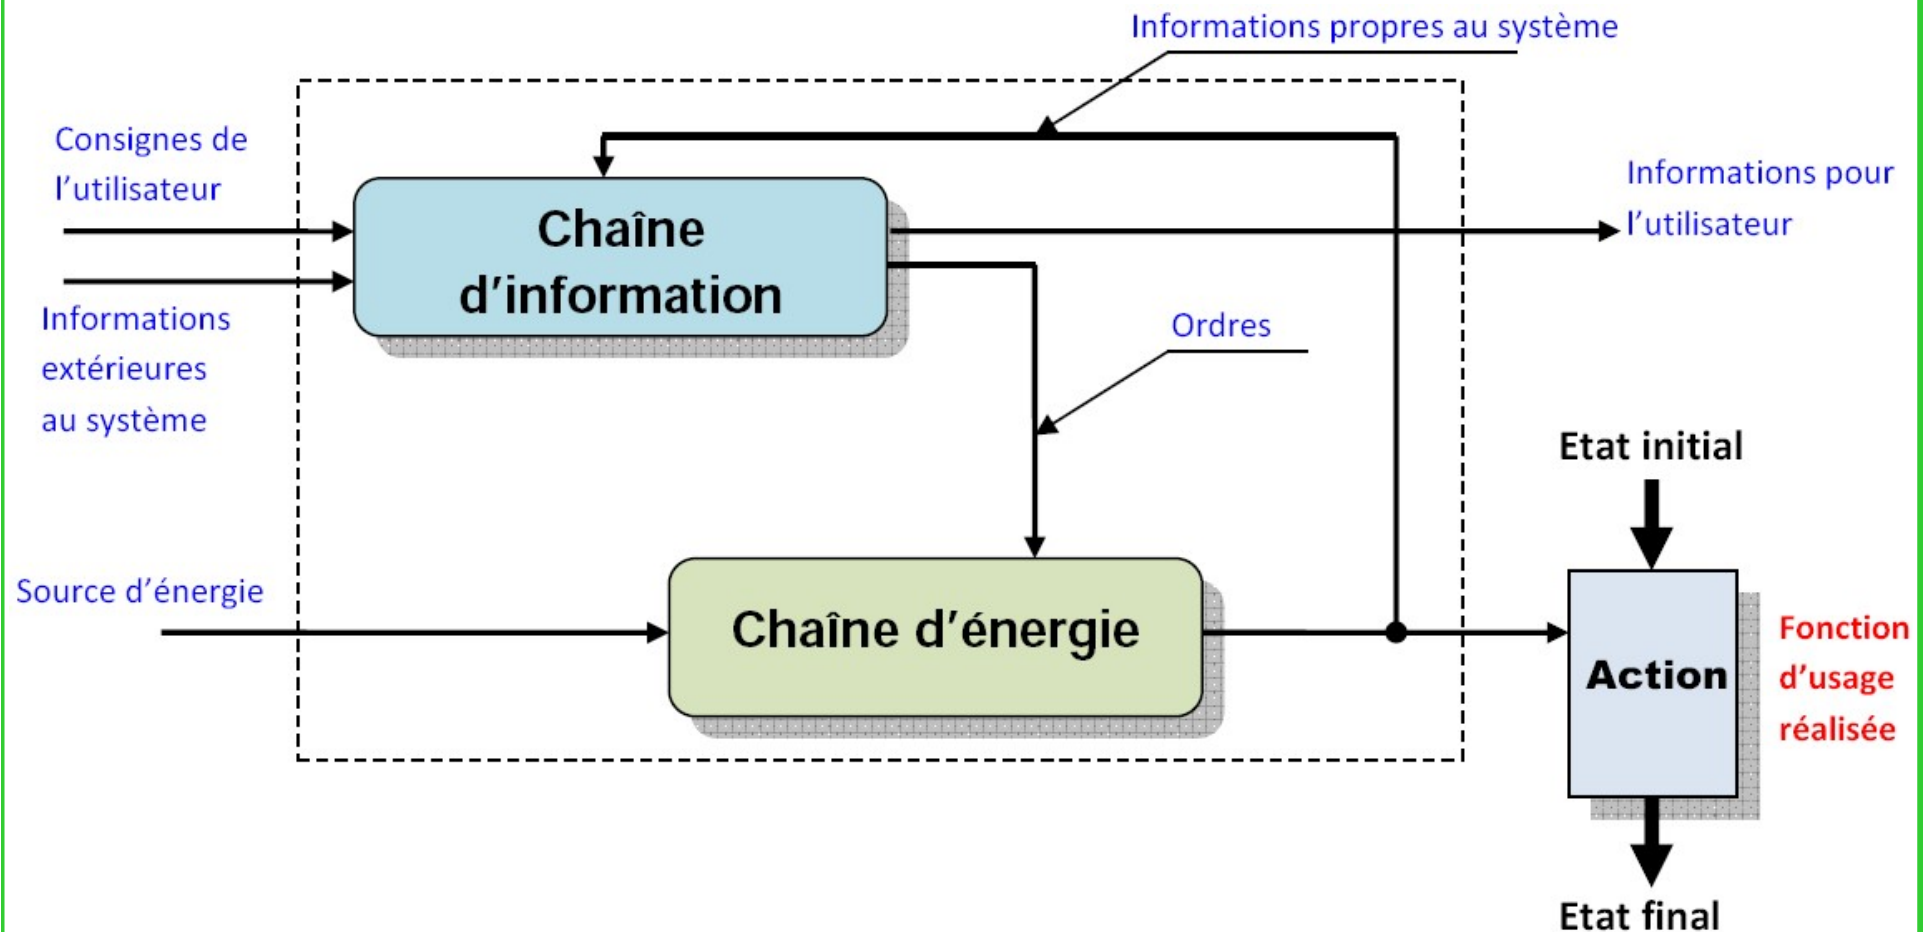 Informations propres au système
Consignes de
l’utilisateur
Informations pour
l’utilisateur
Chaîne
d’information
Informations
extérieures
au système
Ordres
Etat initial
Source d’énergie
Chaîne d’énergie
Action
Fonction
d’usage
réalisée
Etat final